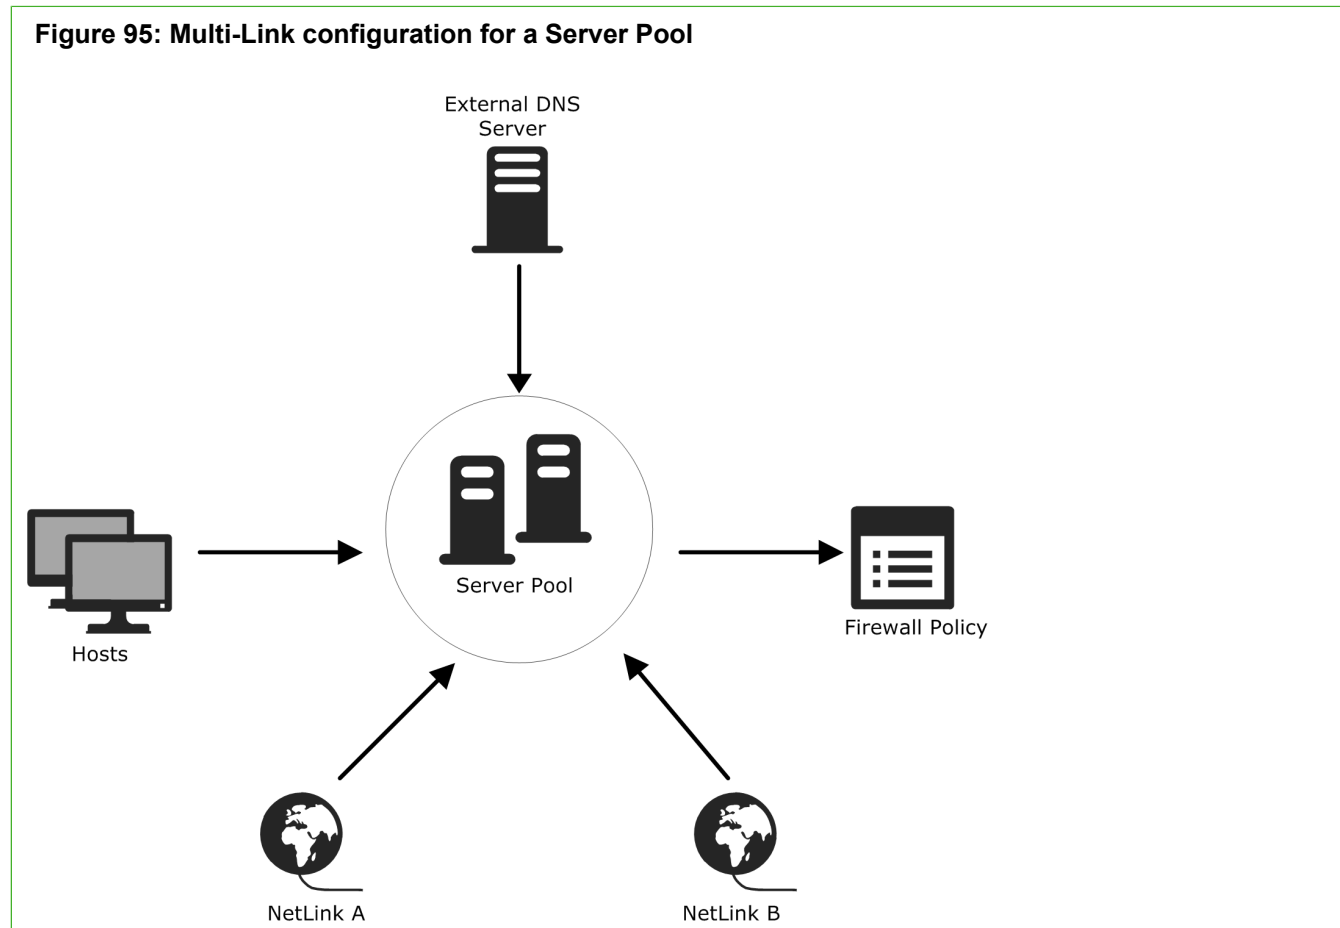 Figure 95: Multi-Link configuration for a Server Pool
External DNS
Server
Server Pool
Hosts
Firewall Policy
NetLink A
NetLink B